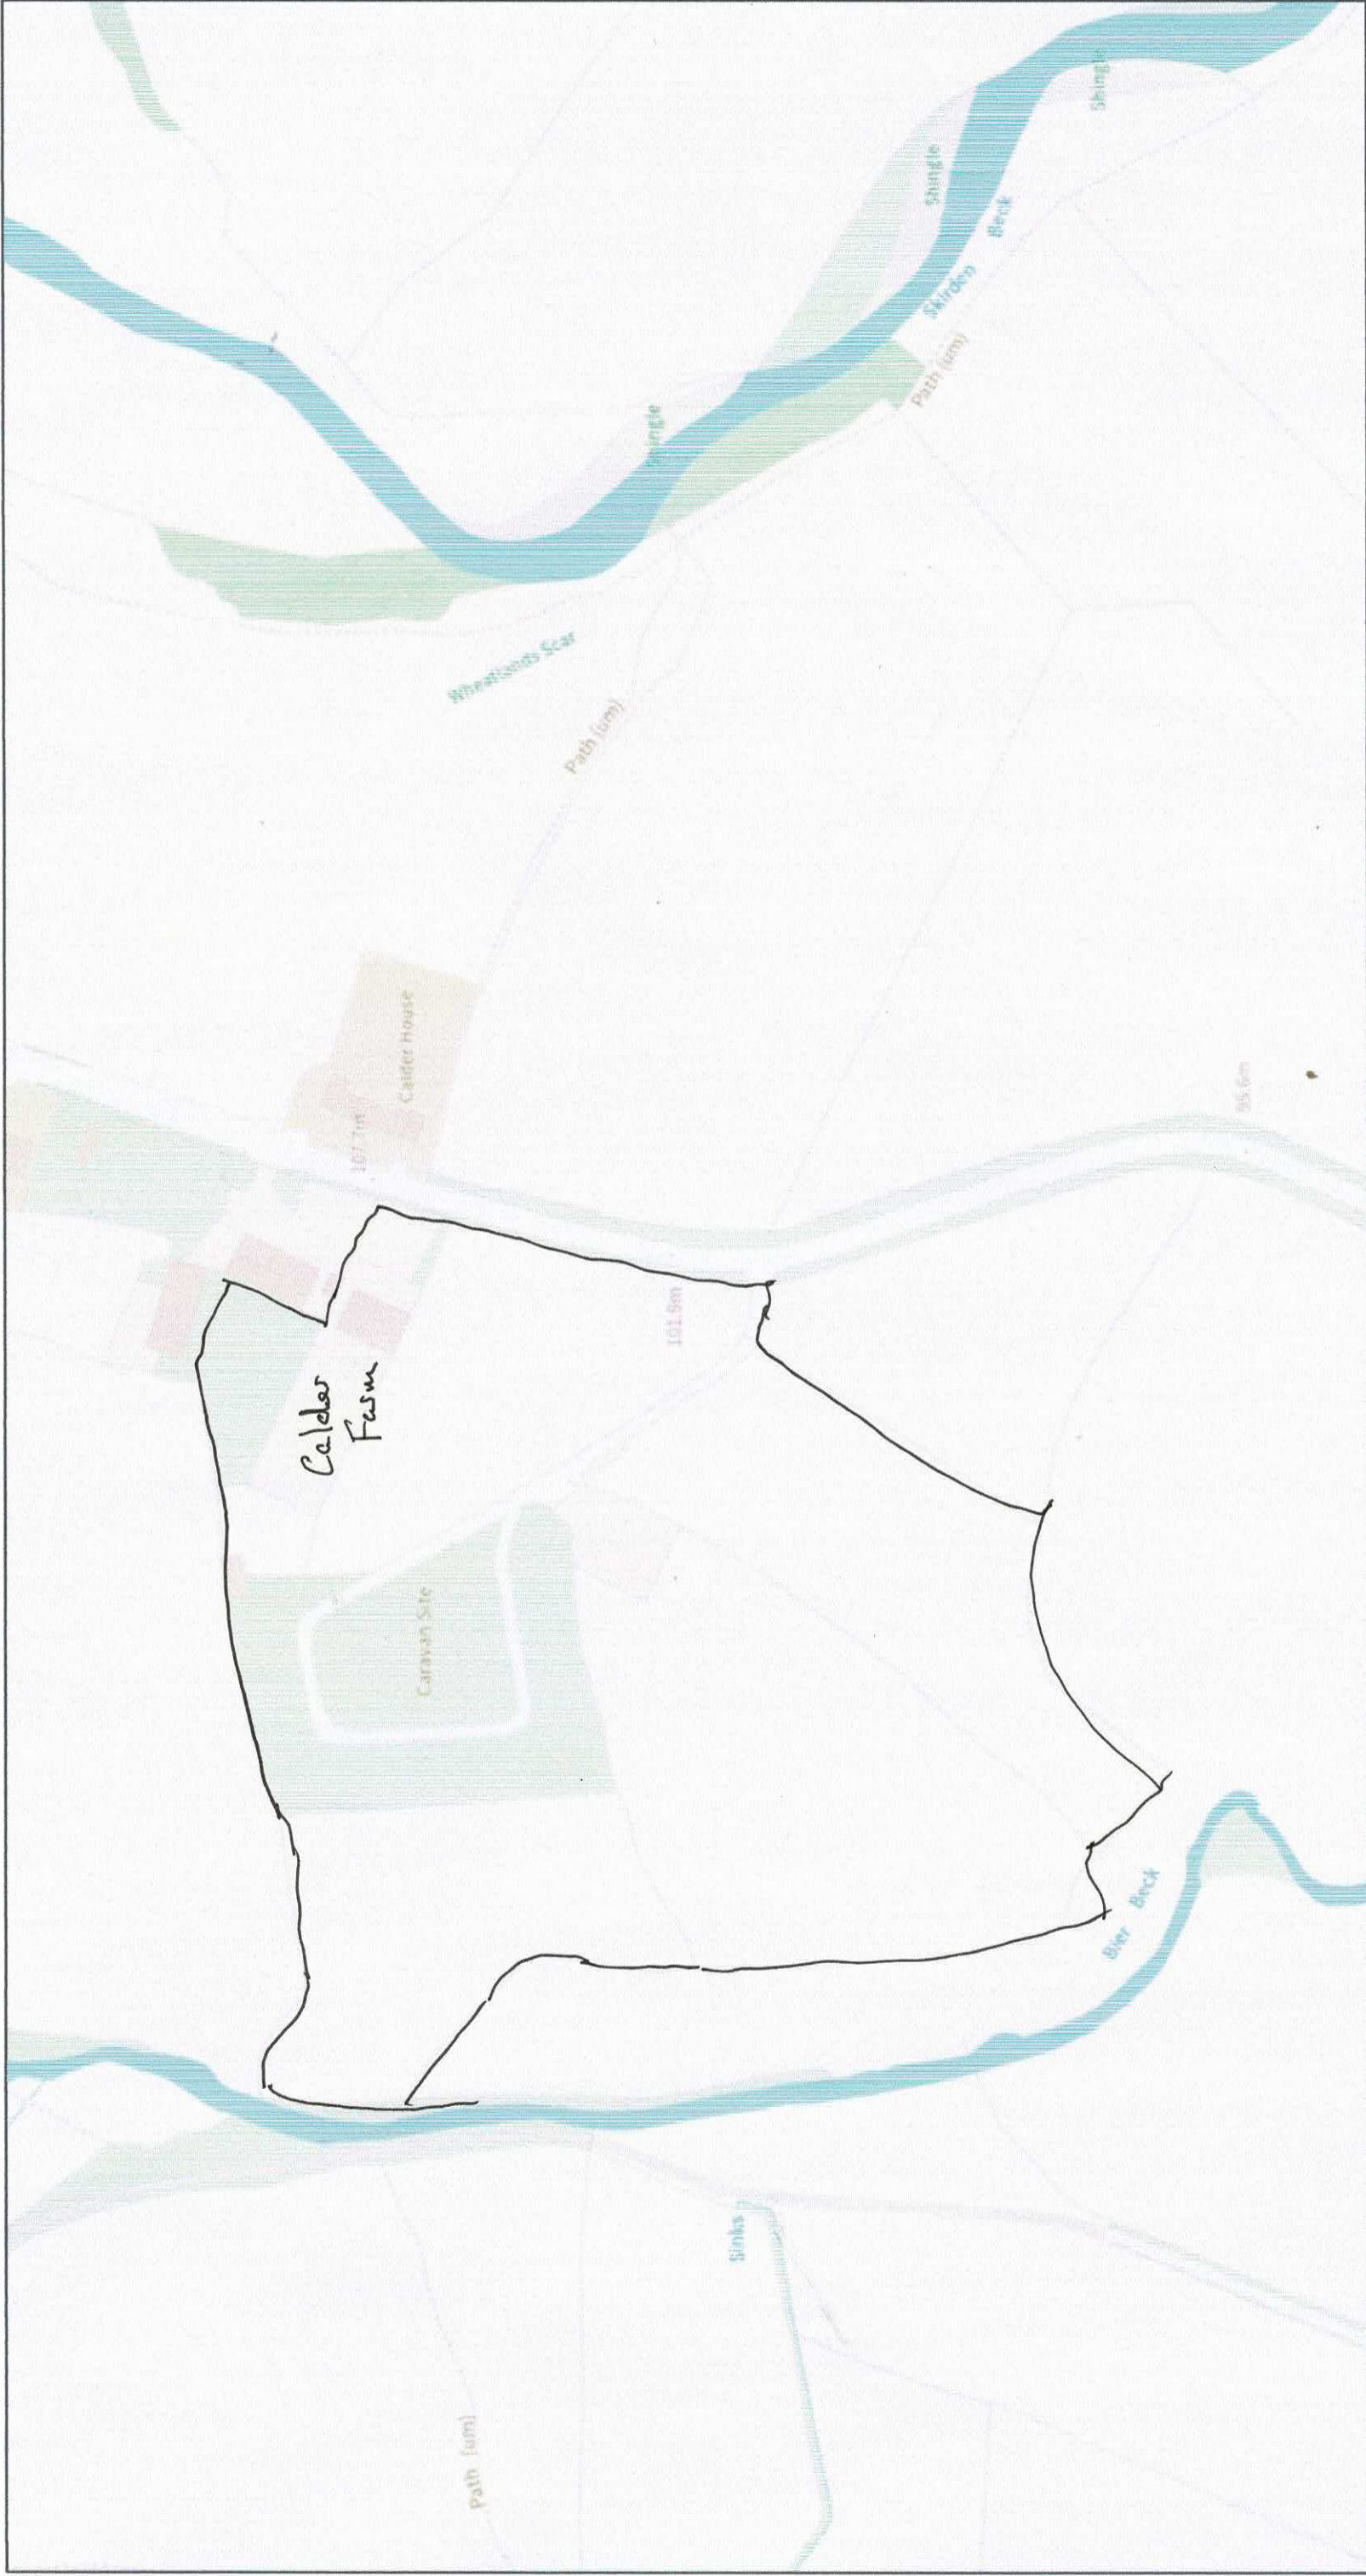 Shingle
Shingle
Skirden Beck
Path (um)
Shingle
Wheatlands Scar
Path (um)
Calder House
107.7m
95.6m
101.9m
Calder
Farm
Caravan Site
Bier Beck
Sinks
Path (um)